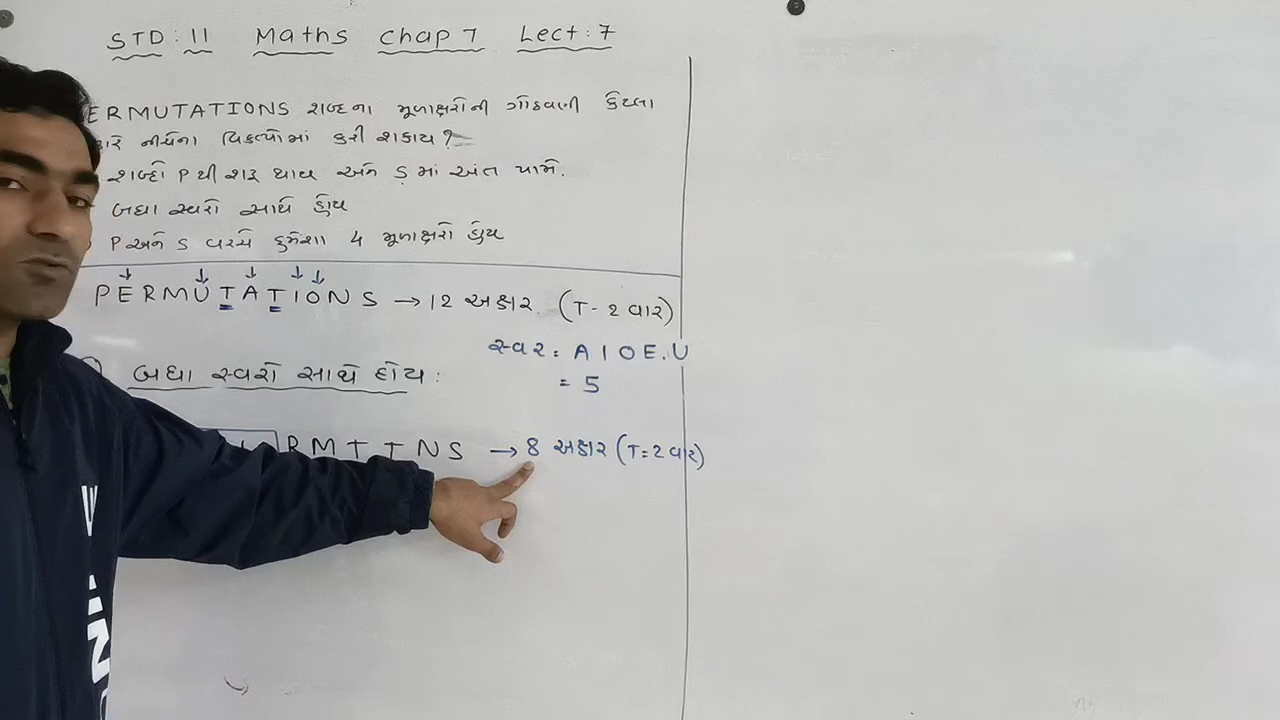 STD : 11 Maths Chap 7 Lect : 7
ERMUTATIONS શબ્દના મૂળાક્ષરોની ગોઠવણી કેટલા
નીચેના વિકલ્પોમાં કરી શકાય ?
શબ્દો P થી શરૂ થાય અને S માં અંત પામે.
બધા સ્વરો સાથે હોય
P અને S વચ્ચે હંમેશા 4 મૂળાક્ષરો હોય
PERMUTATIONS → 12 અક્ષર. (T - 2 વાર)
સ્વર : A I O E. U
= 5
બધા સ્વરો સાથે હોય :
RMTTNS → 8 અક્ષર (T = 2 વાર)